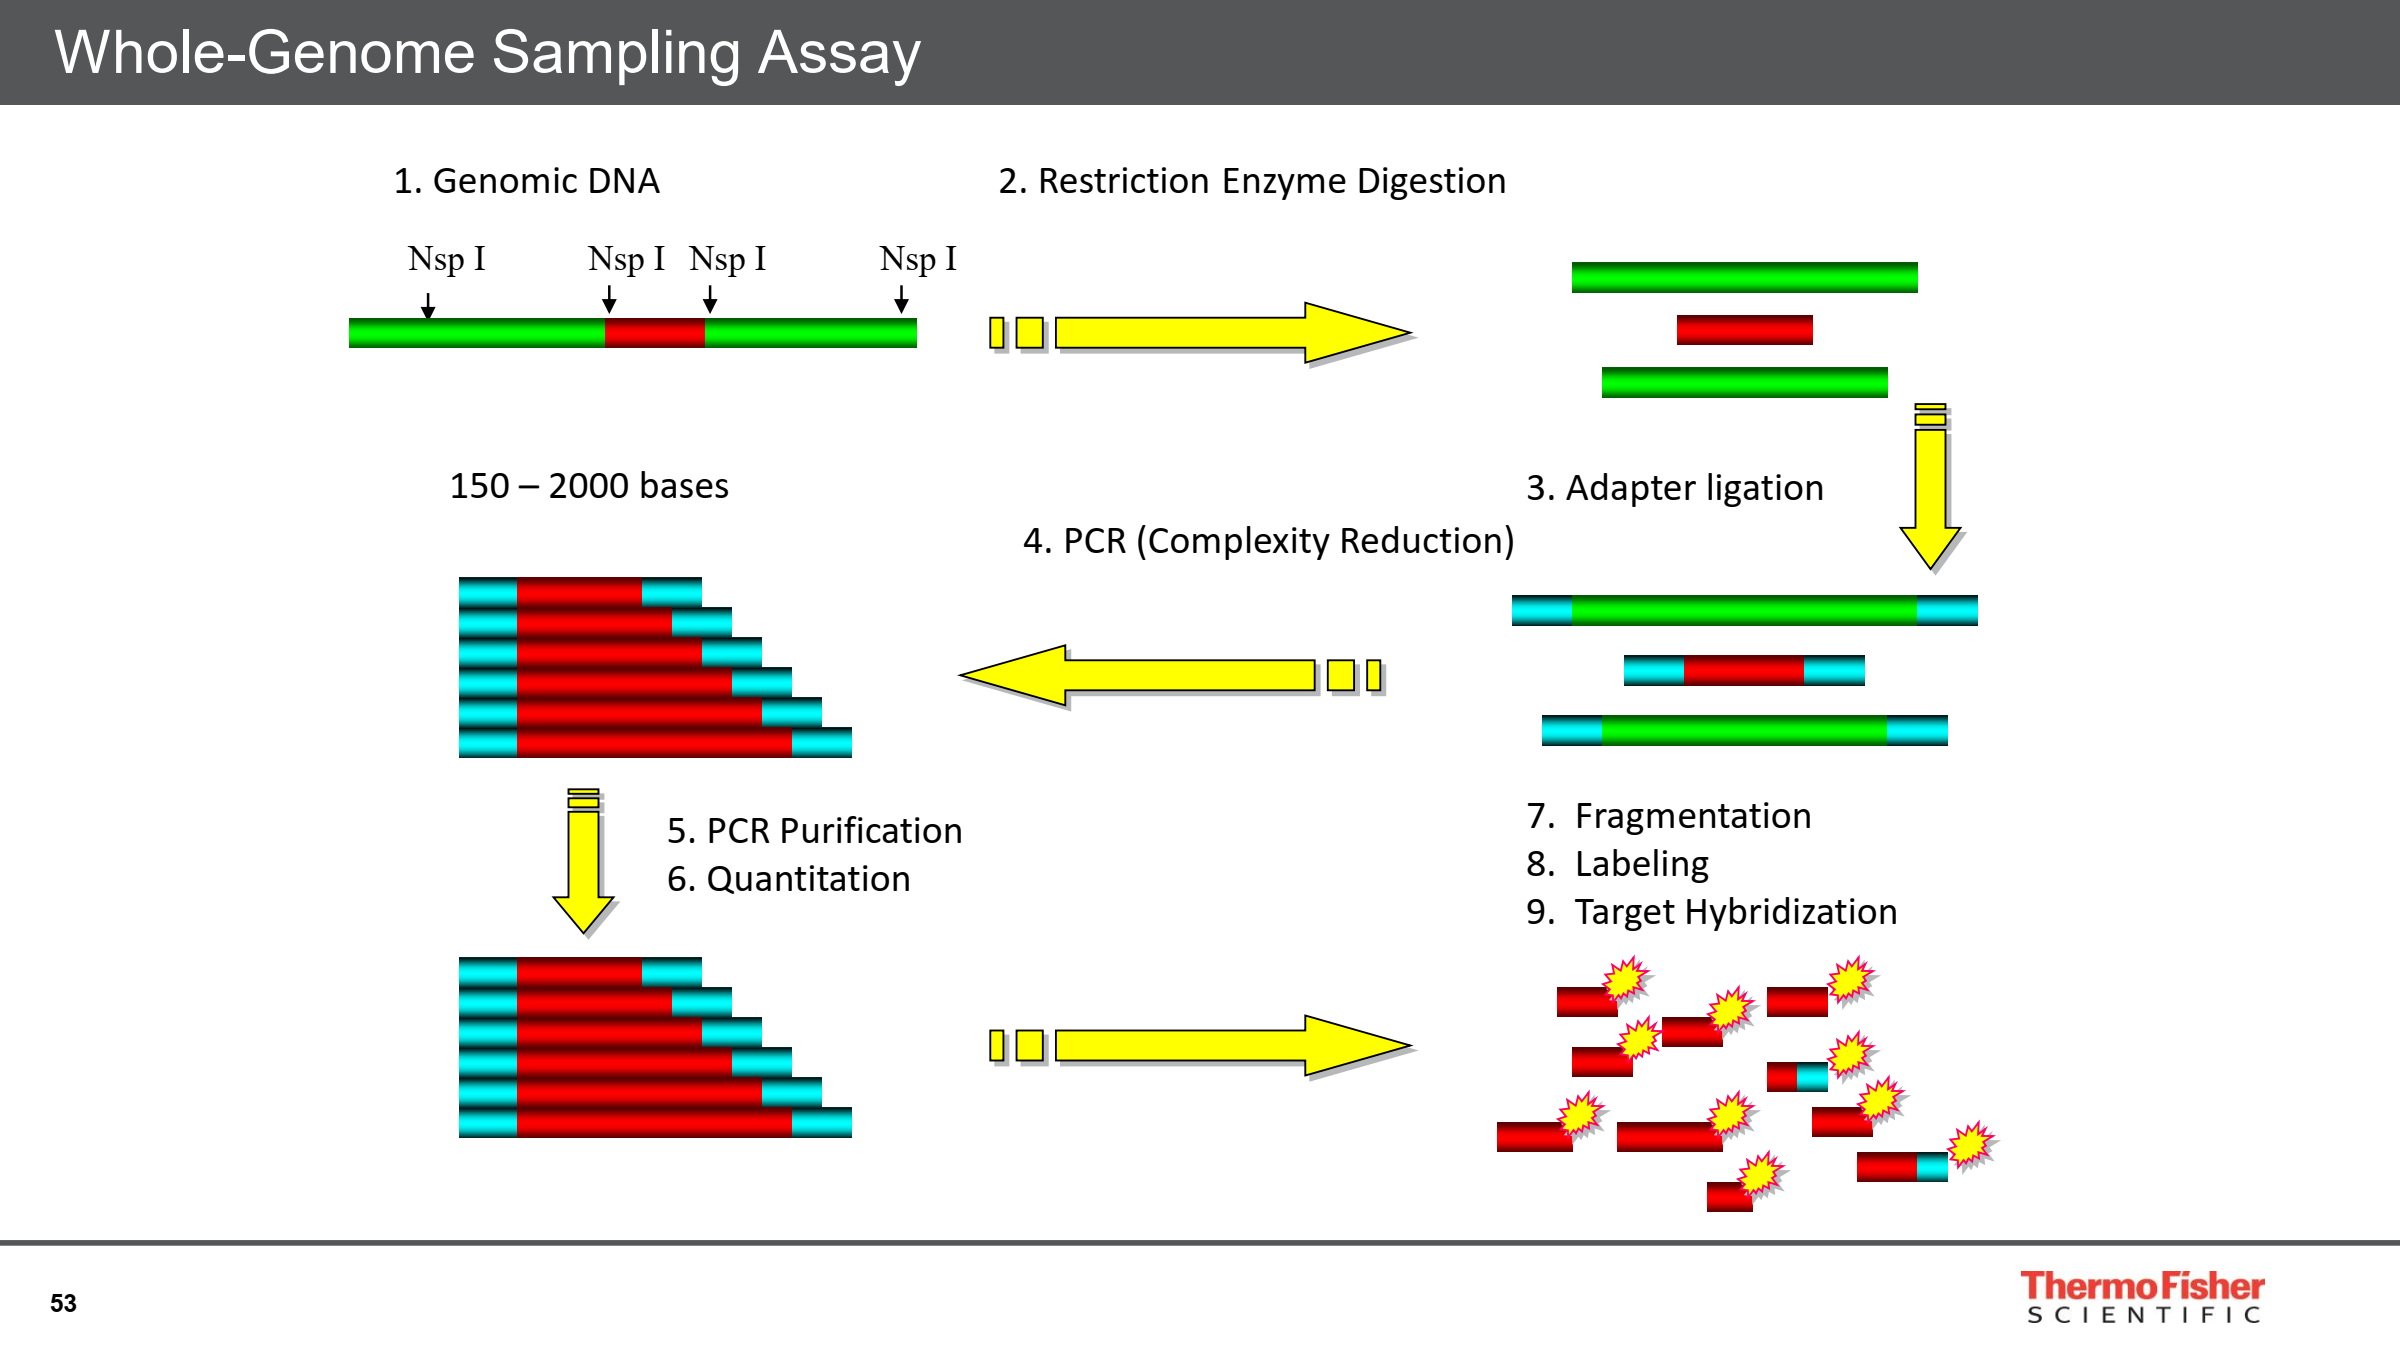 Whole-Genome Sampling Assay
1. Genomic DNA
2. Restriction Enzyme Digestion
Nsp I
Nsp I
Nsp I
Nsp I
150 – 2000 bases
3. Adapter ligation
4. PCR (Complexity Reduction)
5. PCR Purification
6. Quantitation
7. Fragmentation
8. Labeling
9. Target Hybridization
53
ThermoFisher
SCIENTIFIC